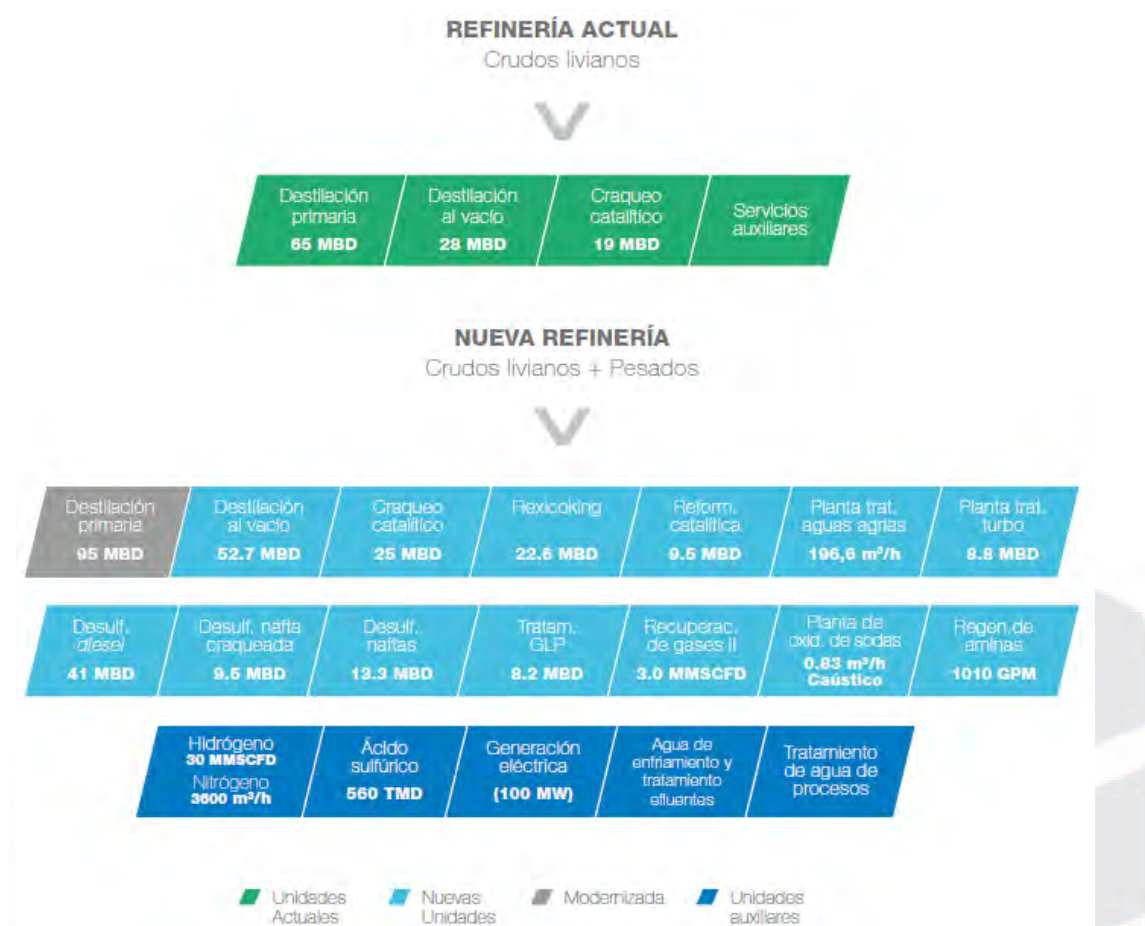 REFINERÍA ACTUAL
Crudos livianos
Destilación primaria 65 MBD
Destilación al vacío 28 MBD
Craqueo catalítico 19 MBD
Servicios auxiliares
NUEVA REFINERÍA
Crudos livianos + Pesados
Destilación primaria 95 MBD
Destilación al vacío 52.7 MBD
Craqueo catalítico 25 MBD
Flexicoking 22.6 MBD
Reform. catalítica 9.5 MBD
Planta trat. aguas agrias 196,6 m³/h
Planta trat. turbo 8.8 MBD
Desulf. diesel 41 MBD
Desulf. nafta craqueada 9.5 MBD
Desulf. naftas 13.3 MBD
Tratam. GLP 8.2 MBD
Recuperac. de gases II 3.0 MMSCFD
Planta de oxid. de sodas 0.83 m³/h Caústico
Regen.de aminas 1010 GPM
Hidrógeno 30 MMSCFD
Nitrógeno 3600 m³/h
Ácido sulfúrico 560 TMD
Generación eléctrica (100 MW)
Agua de enfriamiento y tratamiento efluentes
Tratamiento de agua de procesos
Unidades Actuales
Nuevas Unidades
Modernizada
Unidades auxiliares